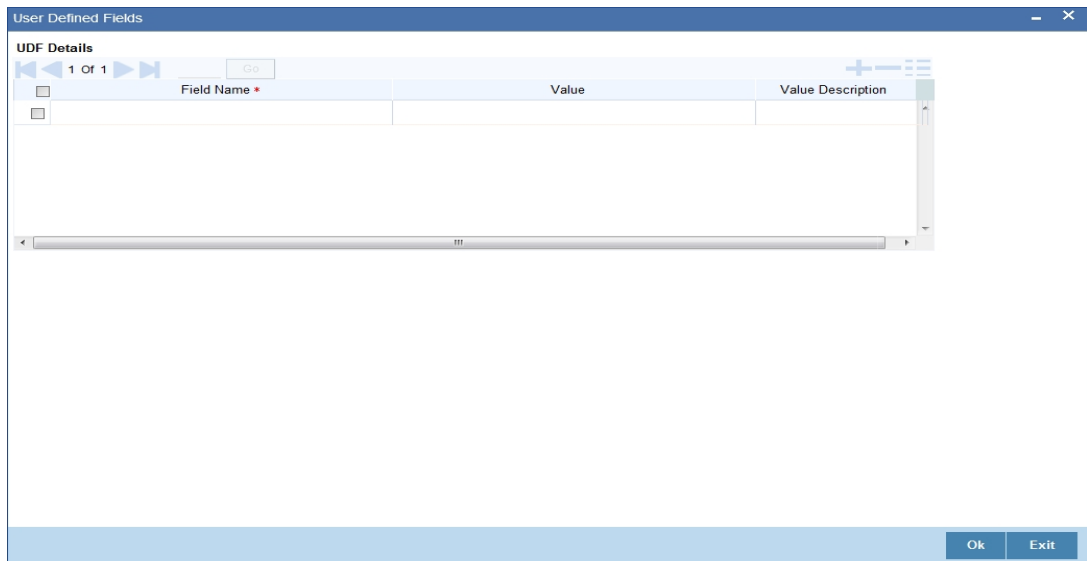 User Defined Fields
UDF Details
1 Of 1 Go
Field Name * Value Value Description
Ok Exit